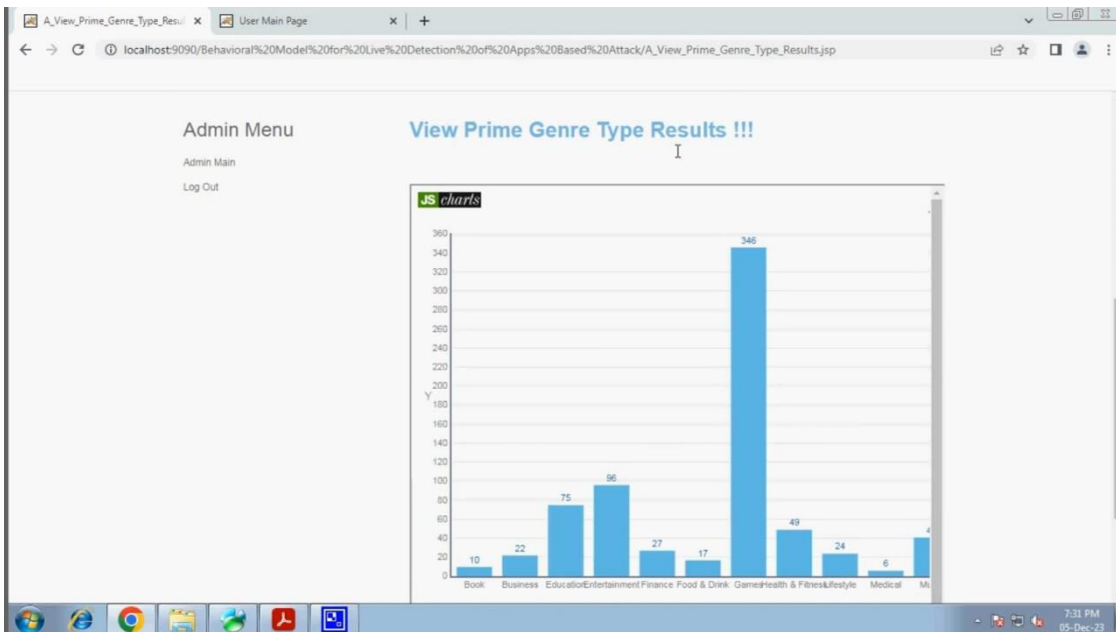 A_View_Prime_Genre_Type_Resul
User Main Page
localhost:9090/Behavioral%20Model%20for%20Live%20Detection%20of%20Apps%20Based%20Attack/A_View_Prime_Genre_Type_Results.jsp
Admin Menu
Admin Main
Log Out
View Prime Genre Type Results !!!
JS charts
360
340
320
300
280
260
240
220
200
180
160
140
120
100
80
60
40
20
0
Y
10
22
75
96
27
17
346
49
24
6
4
Book Business Education Entertainment Finance Food & Drink Games Health & Fitness Lifestyle Medical Mu
7:31 PM
05-Dec-23